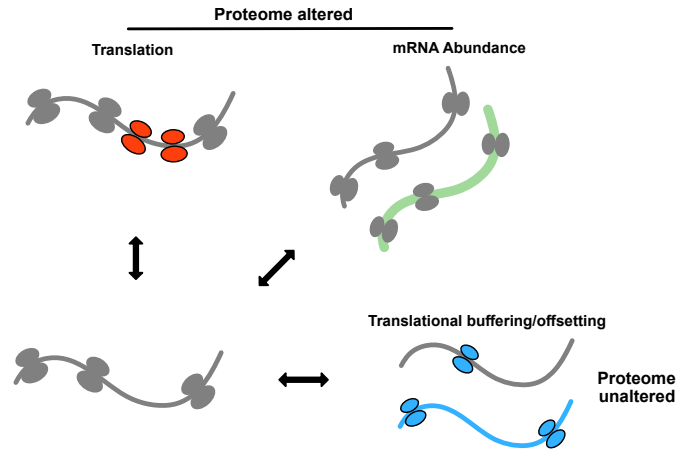 Proteome altered
Translation
mRNA Abundance
Translational buffering/offsetting
Proteome
unaltered